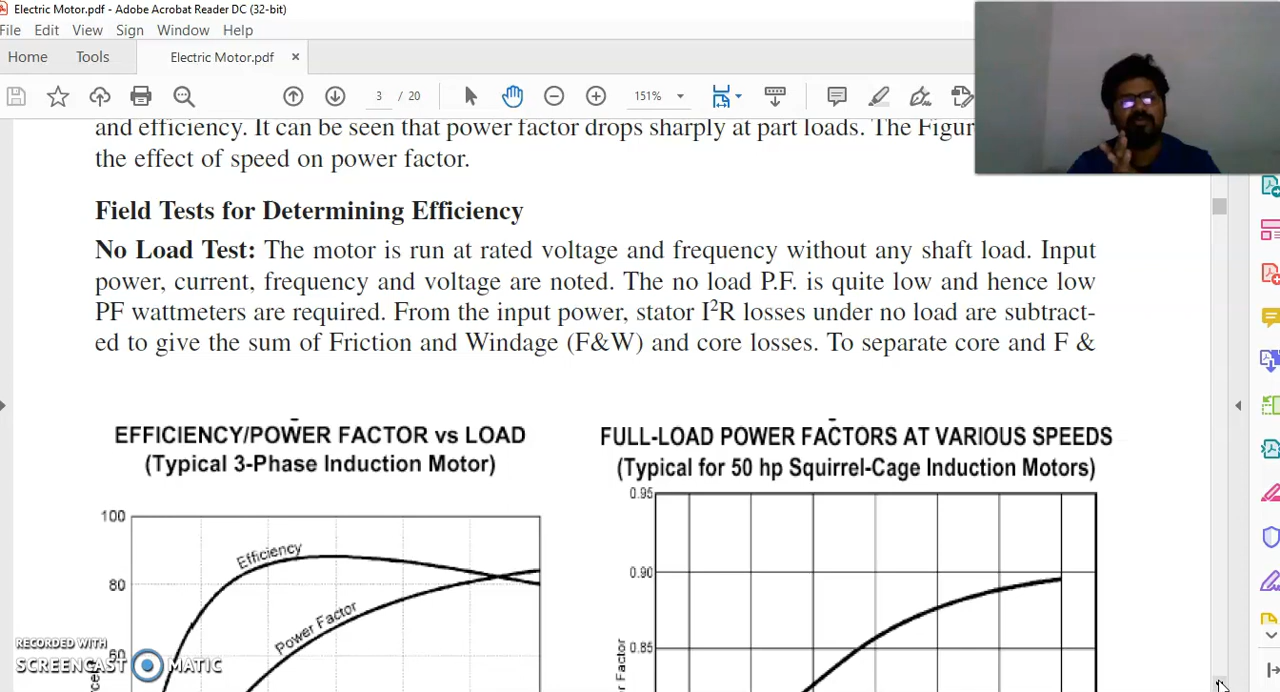 Electric Motor.pdf - Adobe Acrobat Reader DC (32-bit)
File Edit View Sign Window Help
Home Tools Electric Motor.pdf ×
3 / 20 151%
and efficiency. It can be seen that power factor drops sharply at part loads. The Figur
the effect of speed on power factor.
Field Tests for Determining Efficiency
No Load Test: The motor is run at rated voltage and frequency without any shaft load. Input
power, current, frequency and voltage are noted. The no load P.F. is quite low and hence low
PF wattmeters are required. From the input power, stator I²R losses under no load are subtract-
ed to give the sum of Friction and Windage (F&W) and core losses. To separate core and F &
EFFICIENCY/POWER FACTOR vs LOAD
(Typical 3-Phase Induction Motor)
100
Efficiency
80
Power Factor
60
FULL-LOAD POWER FACTORS AT VARIOUS SPEEDS
(Typical for 50 hp Squirrel-Cage Induction Motors)
0.95
0.90
0.85
r Factor
RECORDED WITH
SCREENCAST MATIC